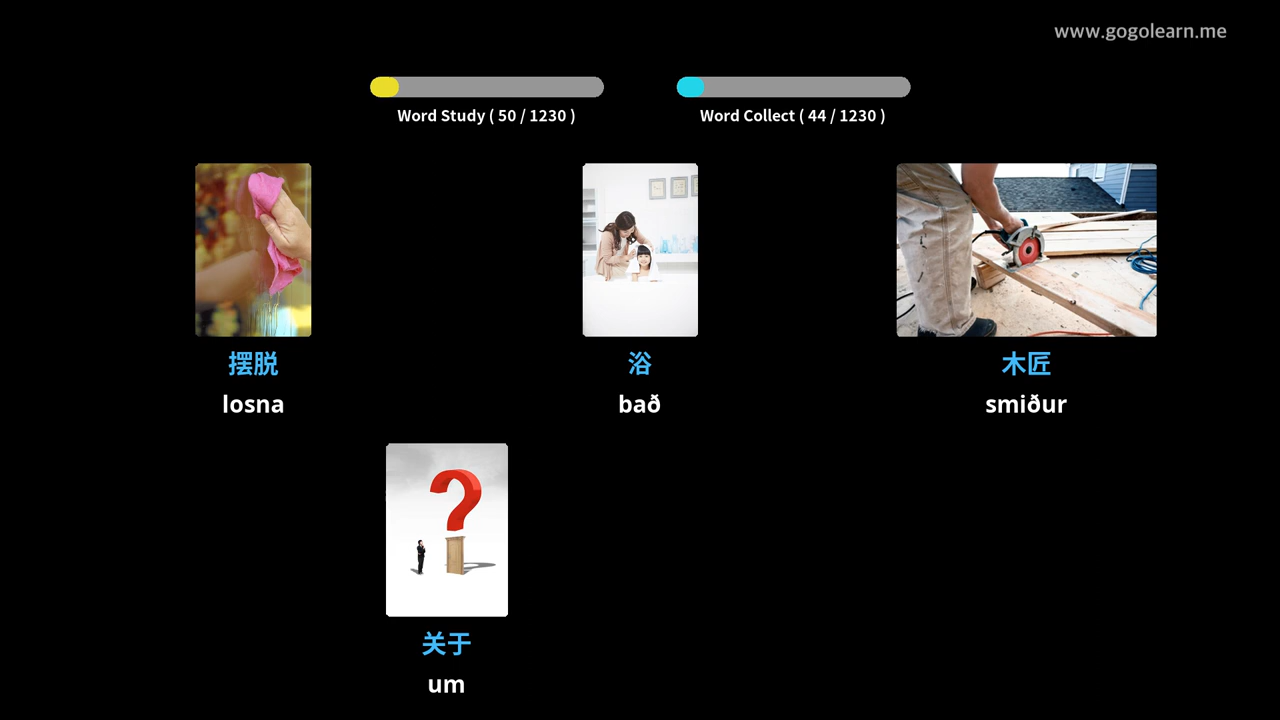 www.gogolearn.me
Word Study ( 50 / 1230 )
Word Collect ( 44 / 1230 )
摆脱
losna
浴
bað
木匠
smiður
关于
um